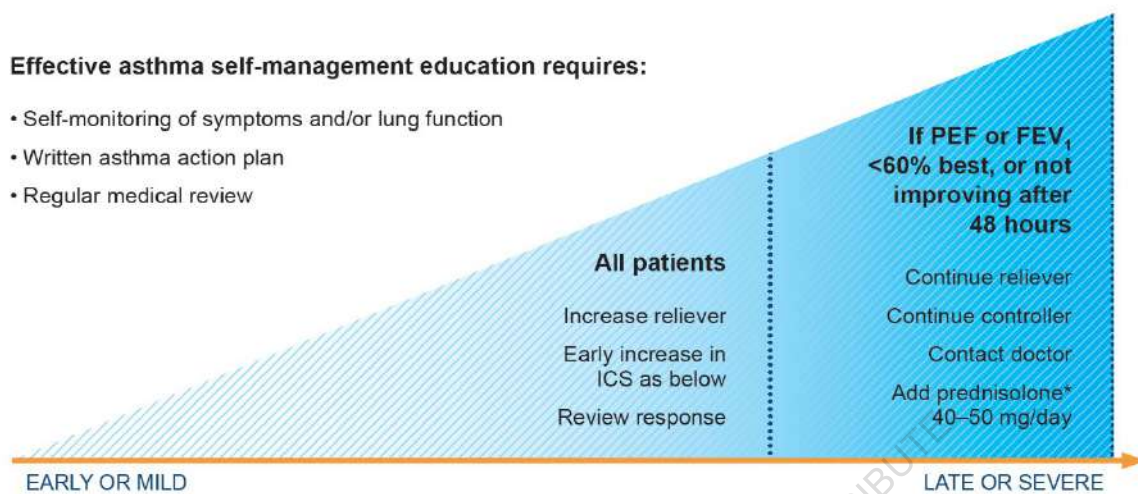 Effective asthma self-management education requires:
• Self-monitoring of symptoms and/or lung function
• Written asthma action plan
• Regular medical review
All patients
Increase reliever
Early increase in
ICS as below
Review response
If PEF or FEV₁
<60% best, or not
improving after
48 hours
Continue reliever
Continue controller
Contact doctor
Add prednisolone*
40–50 mg/day
EARLY OR MILD
LATE OR SEVERE